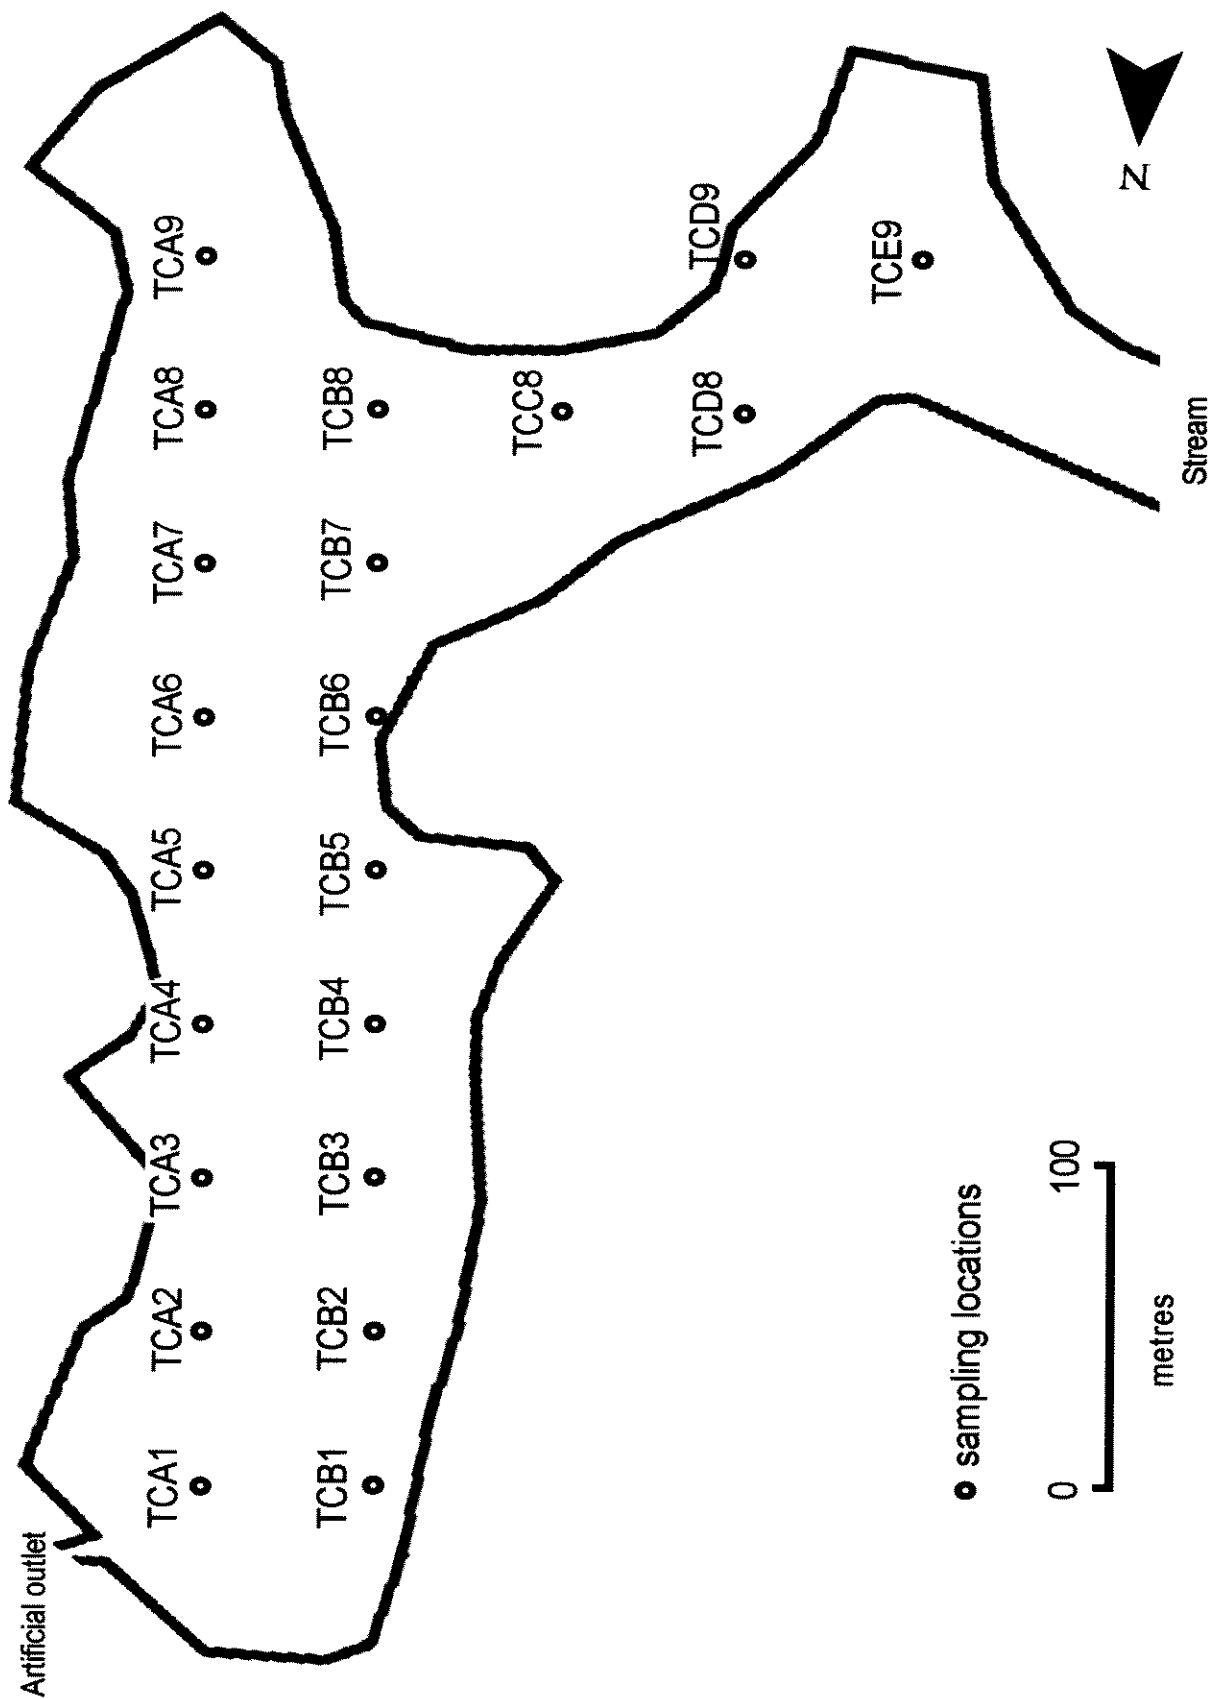 Artificial outlet
TCA1
TCA2
TCA3
TCA4
TCA5
TCA6
TCA7
TCA8
TCA9
TCB1
TCB2
TCB3
TCB4
TCB5
TCB6
TCB7
TCB8
TCC8
TCD8
TCD9
TCE9
sampling locations
0
100
metres
Stream
N